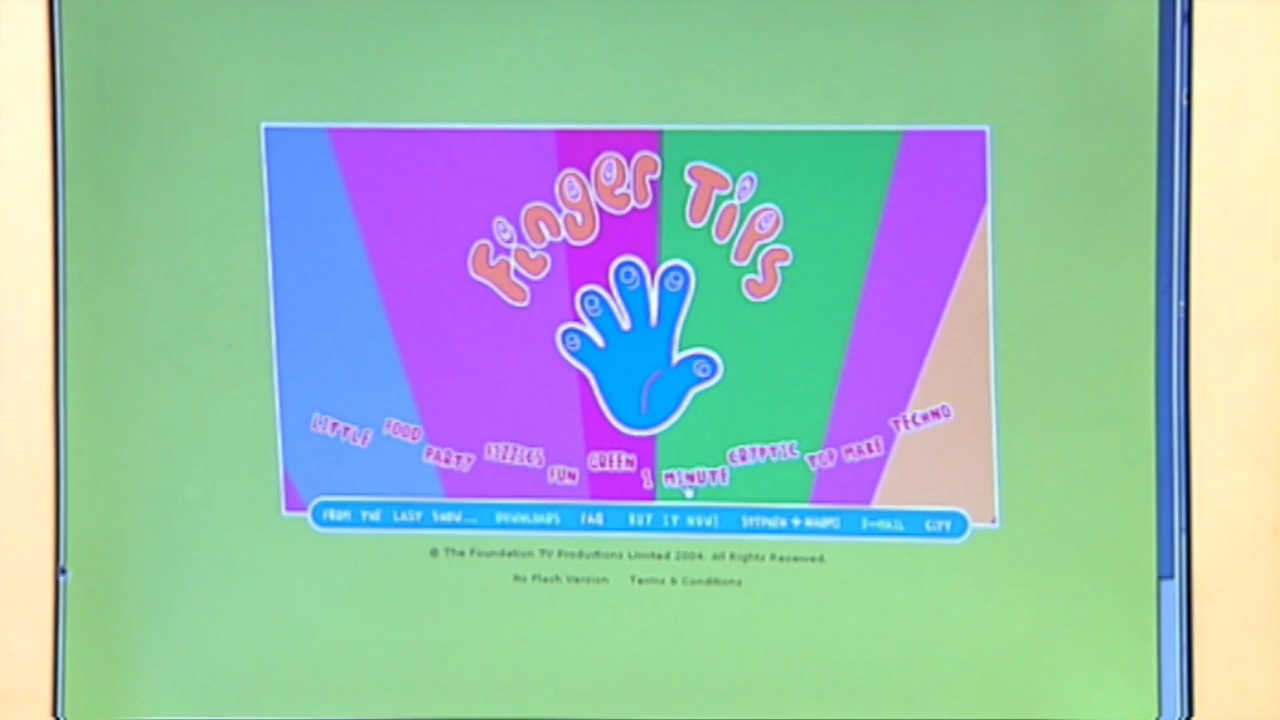 Finger Tips
LITTLE FOOD PARTY FIZZICS FUN GREEN 1 MINUTE CRYPTIC TOP MAKE TECHNO
FROM THE LAST SHOW... DOWNLOADS FAQ BUY IT NOW! STEPHEN + NAOMI E-MAIL CITV
© The Foundation TV Productions Limited 2004. All Rights Reserved.
No Flash Version Terms & Conditions